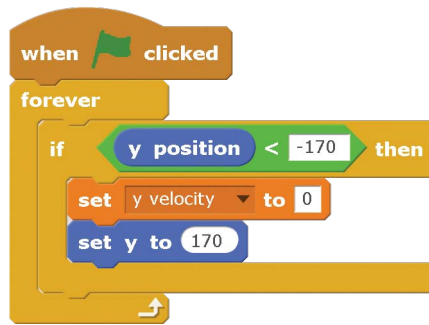 when clicked
forever
if y position < -170 then
set y velocity to 0
set y to 170